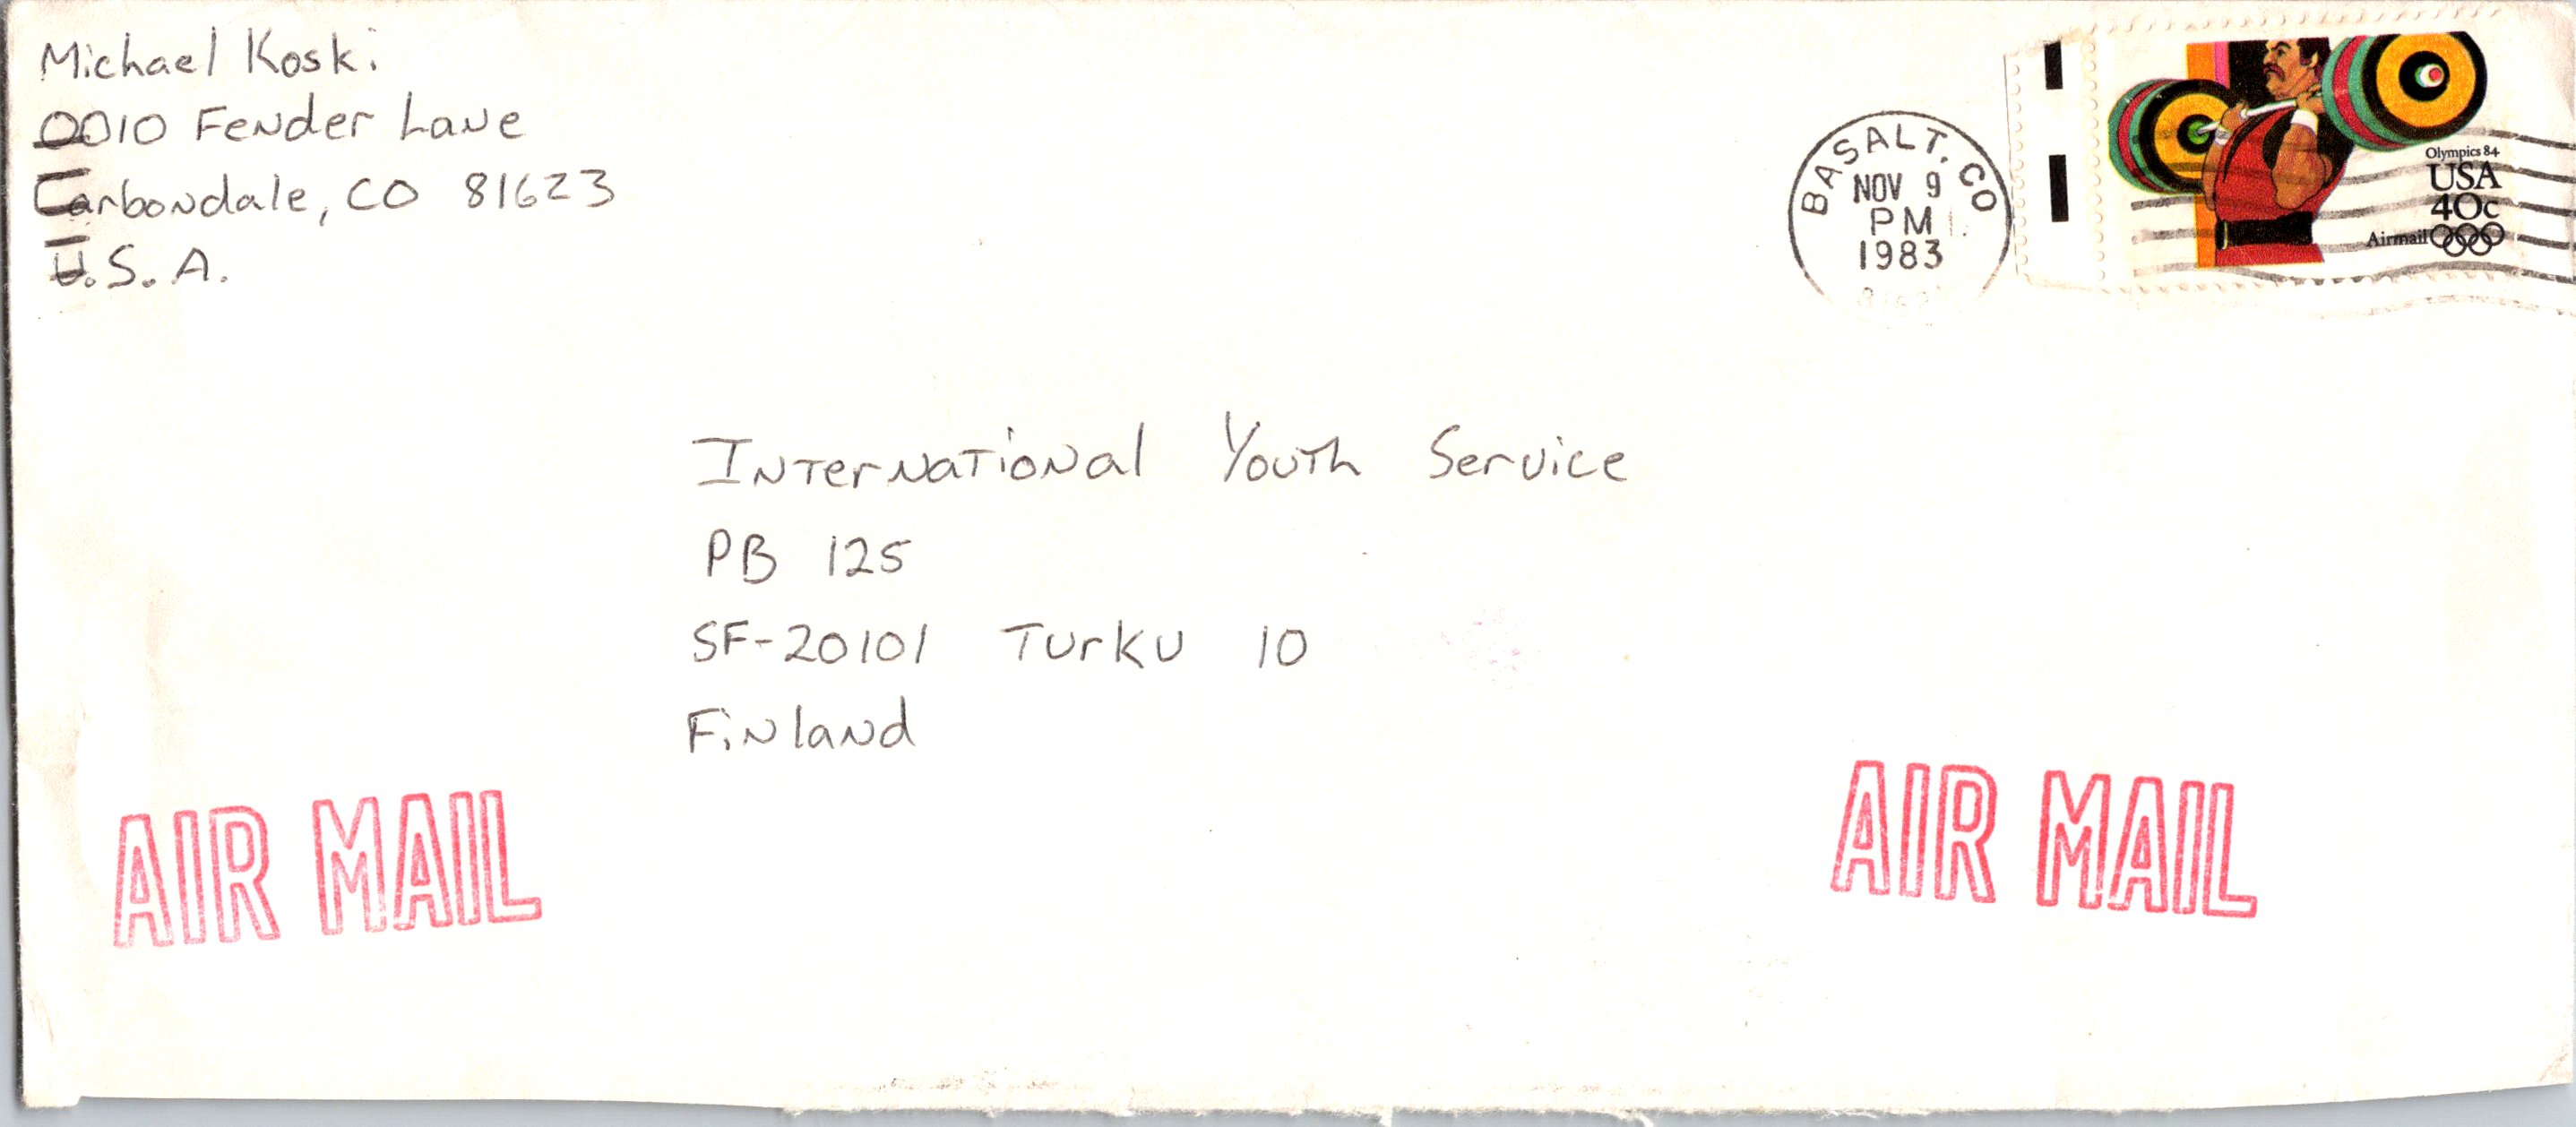 Michael Koski
0010 Fender Lane
Carbondale, CO 81623
U.S.A.
BASALT, CO
NOV 9
PM
1983
Olympics 84
USA
40c
Airmail
International Youth Service
PB 125
SF-20101 Turku 10
Finland
AIR MAIL
AIR MAIL